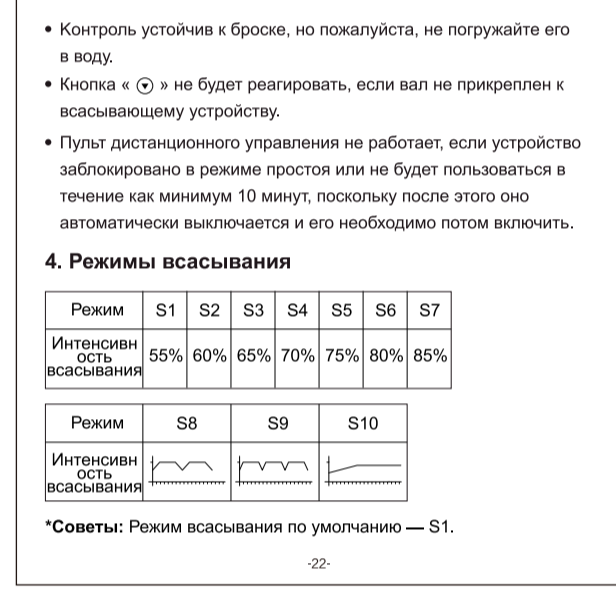 • Контроль устойчив к броске, но пожалуйста, не погружайте его
в воду.
• Кнопка « ▼ » не будет реагировать, если вал не прикреплен к
всасывающему устройству.
• Пульт дистанционного управления не работает, если устройство
заблокировано в режиме простоя или не будет пользоваться в
течение как минимум 10 минут, поскольку после этого оно
автоматически выключается и его необходимо потом включить.
4. Режимы всасывания
Режим S1 S2 S3 S4 S5 S6 S7
Интенсивн
ость
всасывания 55% 60% 65% 70% 75% 80% 85%
Режим S8 S9 S10
Интенсивн
ость
всасывания
*Советы: Режим всасывания по умолчанию — S1.
-22-